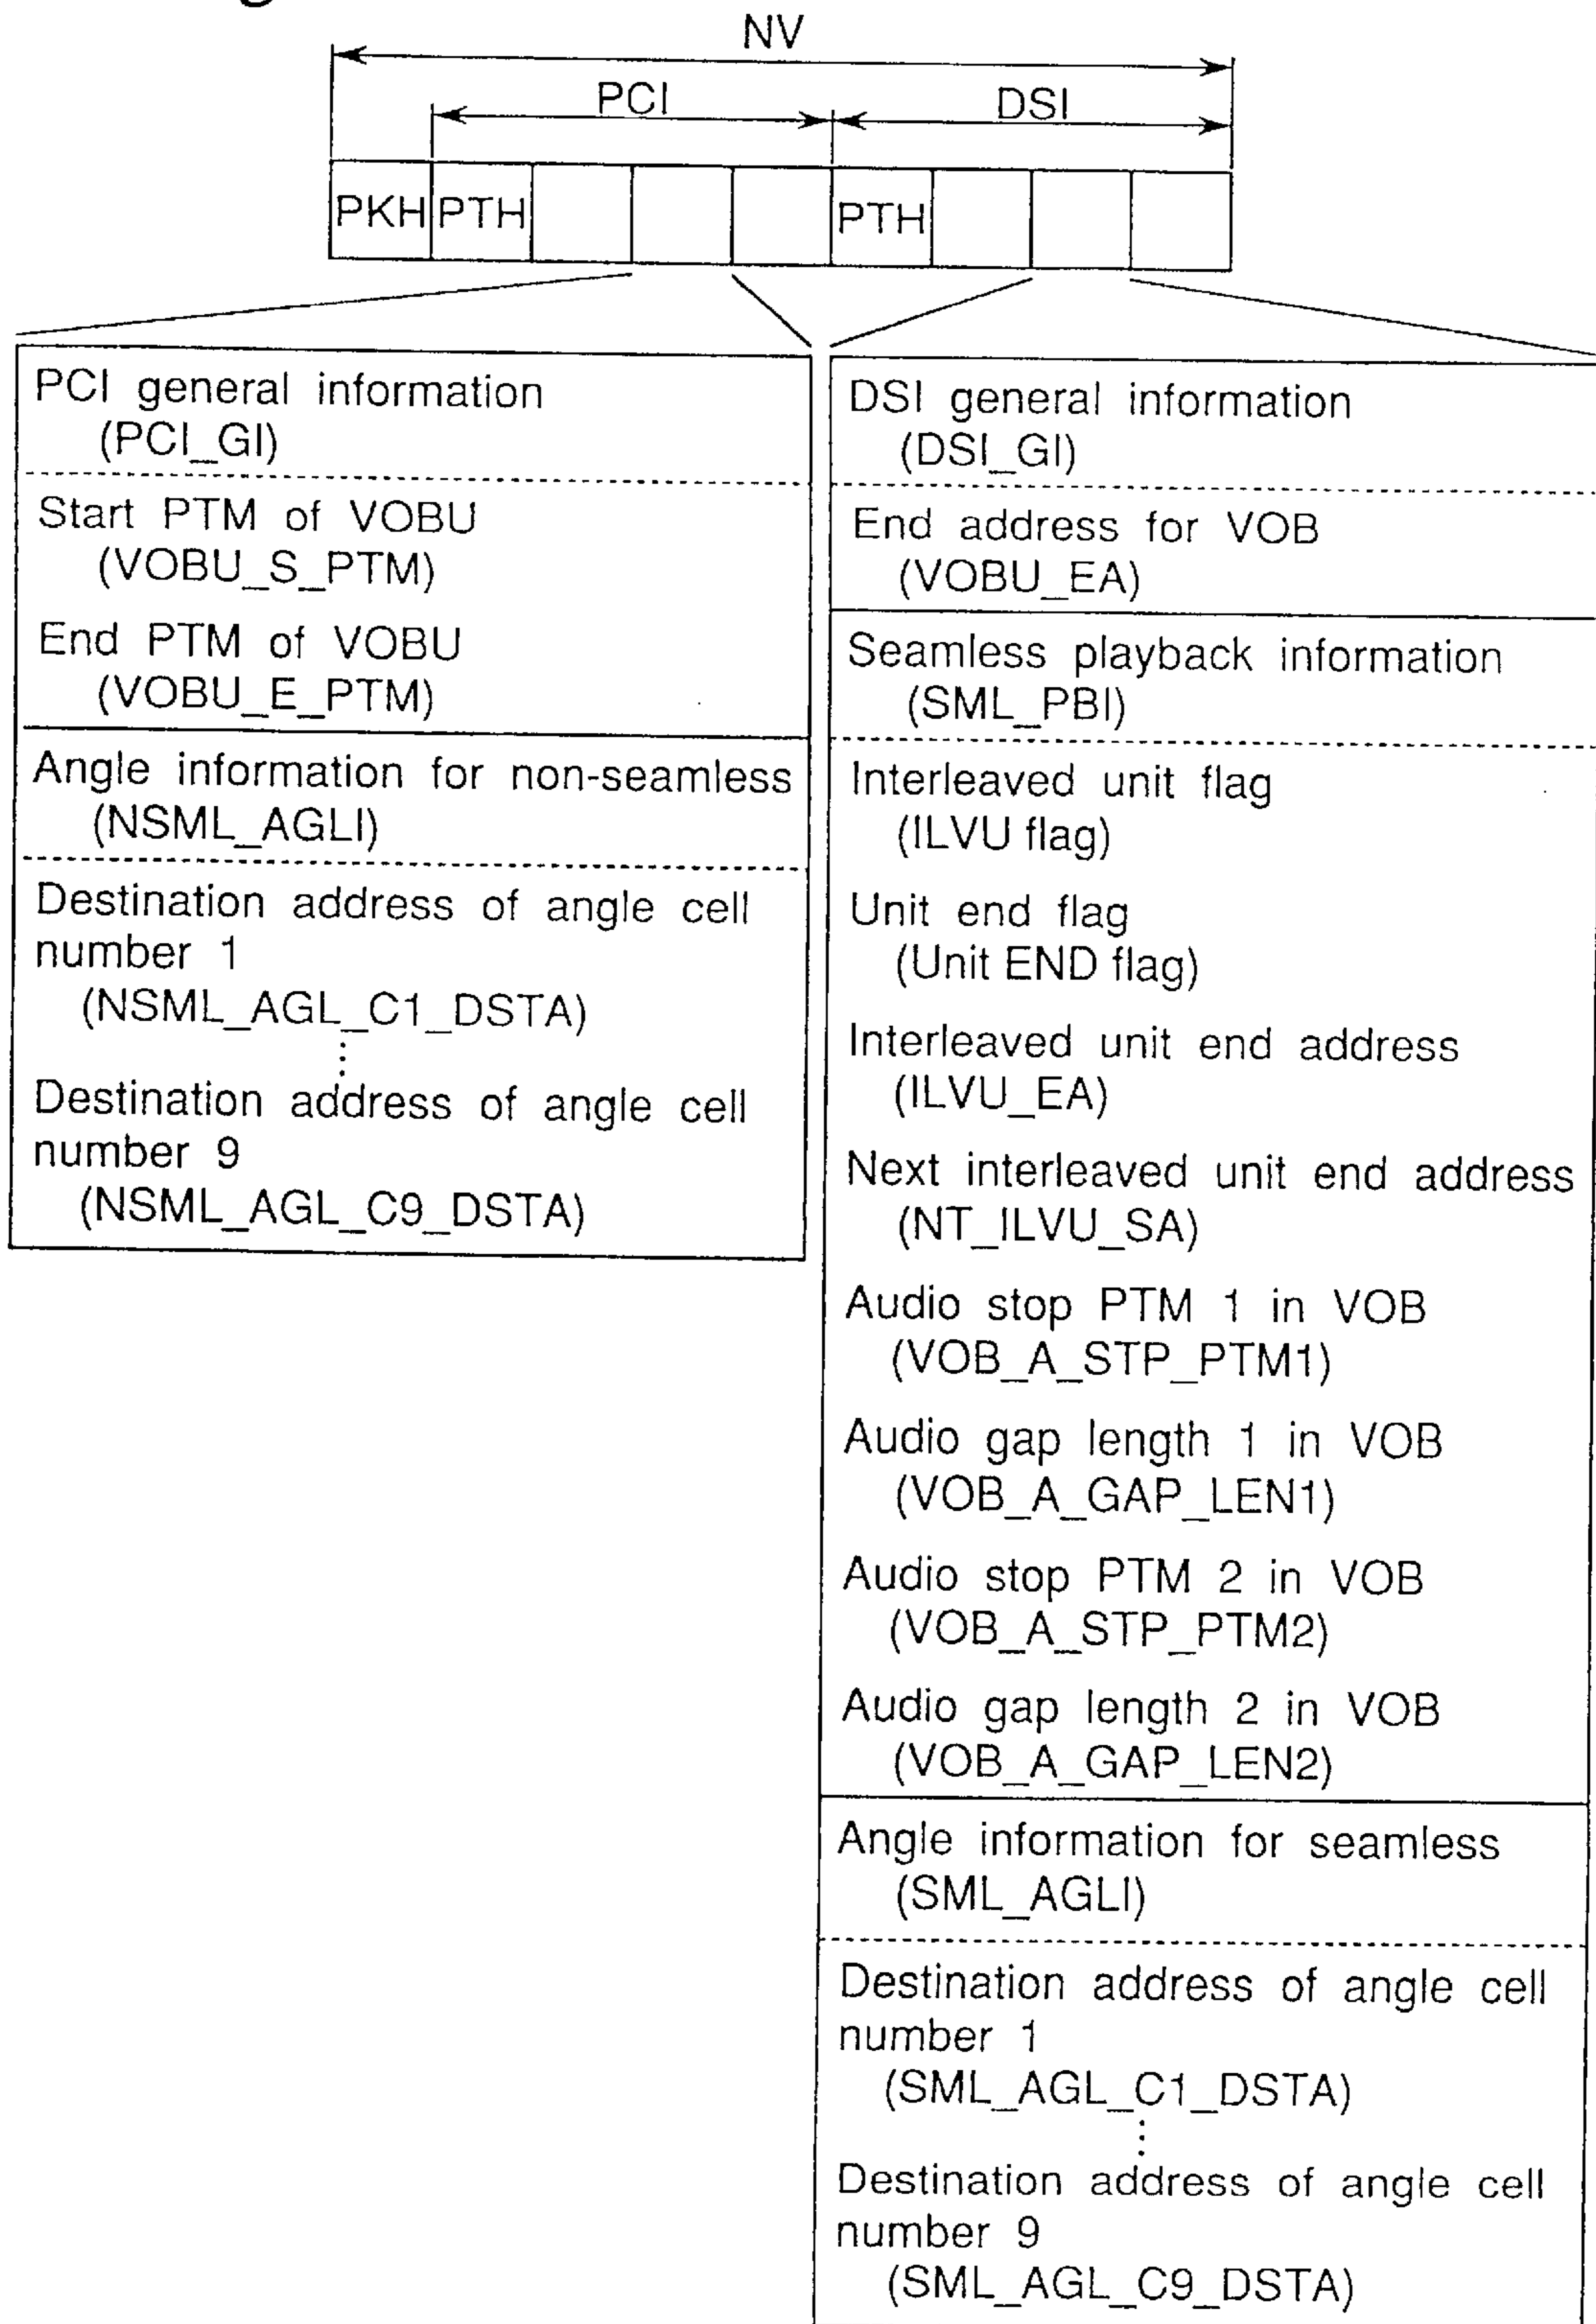 NV
PCI
DSI
PKH PTH PTH
PCI general information
(PCI_GI)
Start PTM of VOBU
(VOBU_S_PTM)
End PTM of VOBU
(VOBU_E_PTM)
Angle information for non-seamless
(NSML_AGLI)
Destination address of angle cell
number 1
(NSML_AGL_C1_DSTA)
Destination address of angle cell
number 9
(NSML_AGL_C9_DSTA)
DSI general information
(DSI_GI)
End address for VOB
(VOBU_EA)
Seamless playback information
(SML_PBI)
Interleaved unit flag
(ILVU flag)
Unit end flag
(Unit END flag)
Interleaved unit end address
(ILVU_EA)
Next interleaved unit end address
(NT_ILVU_SA)
Audio stop PTM 1 in VOB
(VOB_A_STP_PTM1)
Audio gap length 1 in VOB
(VOB_A_GAP_LEN1)
Audio stop PTM 2 in VOB
(VOB_A_STP_PTM2)
Audio gap length 2 in VOB
(VOB_A_GAP_LEN2)
Angle information for seamless
(SML_AGLI)
Destination address of angle cell
number 1
(SML_AGL_C1_DSTA)
Destination address of angle cell
number 9
(SML_AGL_C9_DSTA)